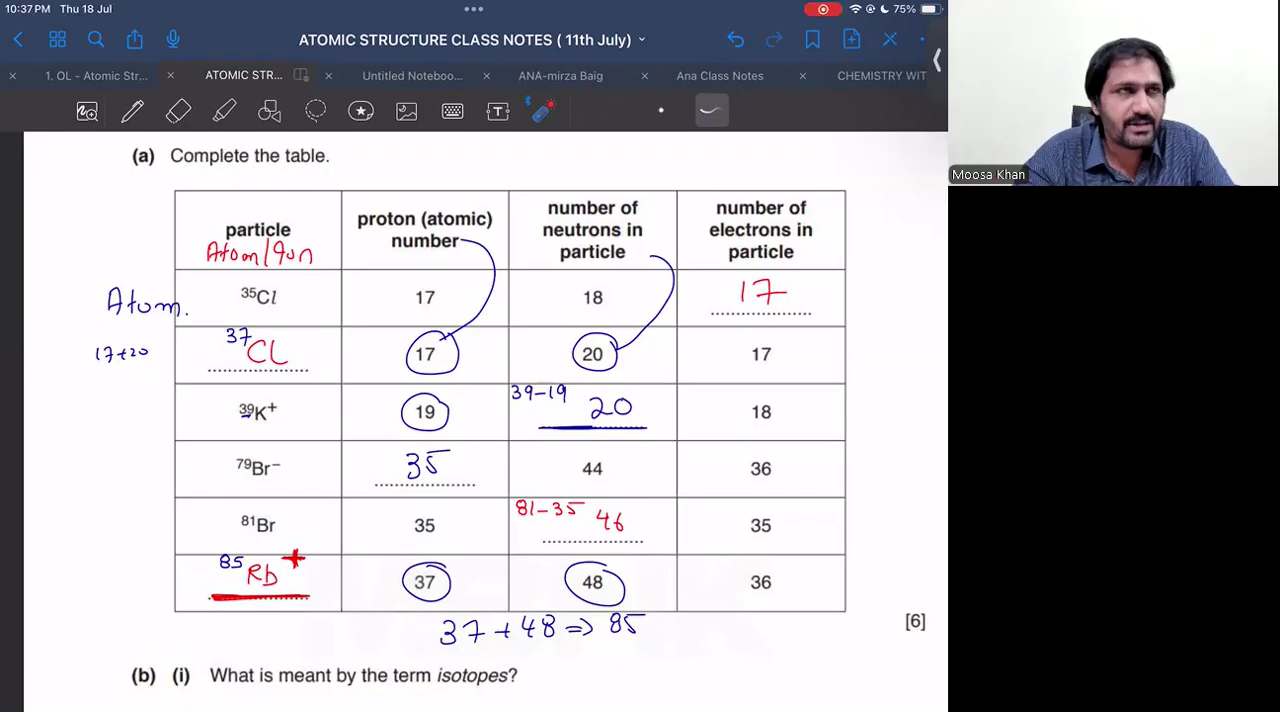 10:37 PM Thu 18 Jul
75%
ATOMIC STRUCTURE CLASS NOTES ( 11th July)
1. OL - Atomic Str...
ATOMIC STR...
Untitled Noteboo...
ANA-mirza Baig
Ana Class Notes
CHEMISTRY WIT
Moosa Khan
(a) Complete the table.
particle
Atom/Ion
proton (atomic)
number
number of
neutrons in
particle
number of
electrons in
particle
Atom.
³⁵Cl 17 18 17
17+20
³⁷Cl 17 20 17
³⁹K⁺ 19 39-19 20 18
⁷⁹Br⁻ 35 44 36
⁸¹Br 35 81-35 46 35
⁸⁵Rb⁺ 37 48 36
37+48⇒85
[6]
(b) (i) What is meant by the term isotopes?